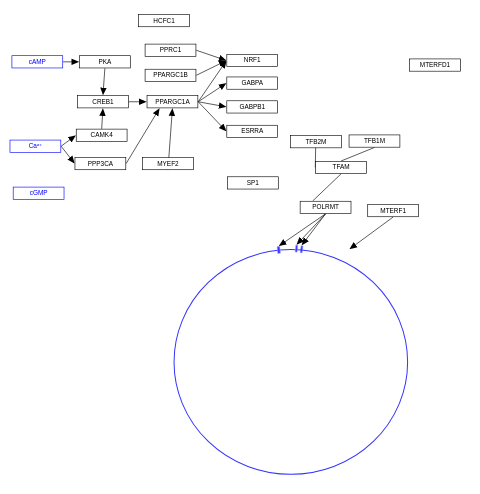 HCFC1
PPRC1
cAMP
PKA
NRF1
MTERFD1
PPARGC1B
GABPA
CREB1
PPARGC1A
GABPB1
ESRRA
CAMK4
TFB2M
TFB1M
Ca²⁺
PPP3CA
MYEF2
TFAM
SP1
cGMP
POLRMT
MTERF1